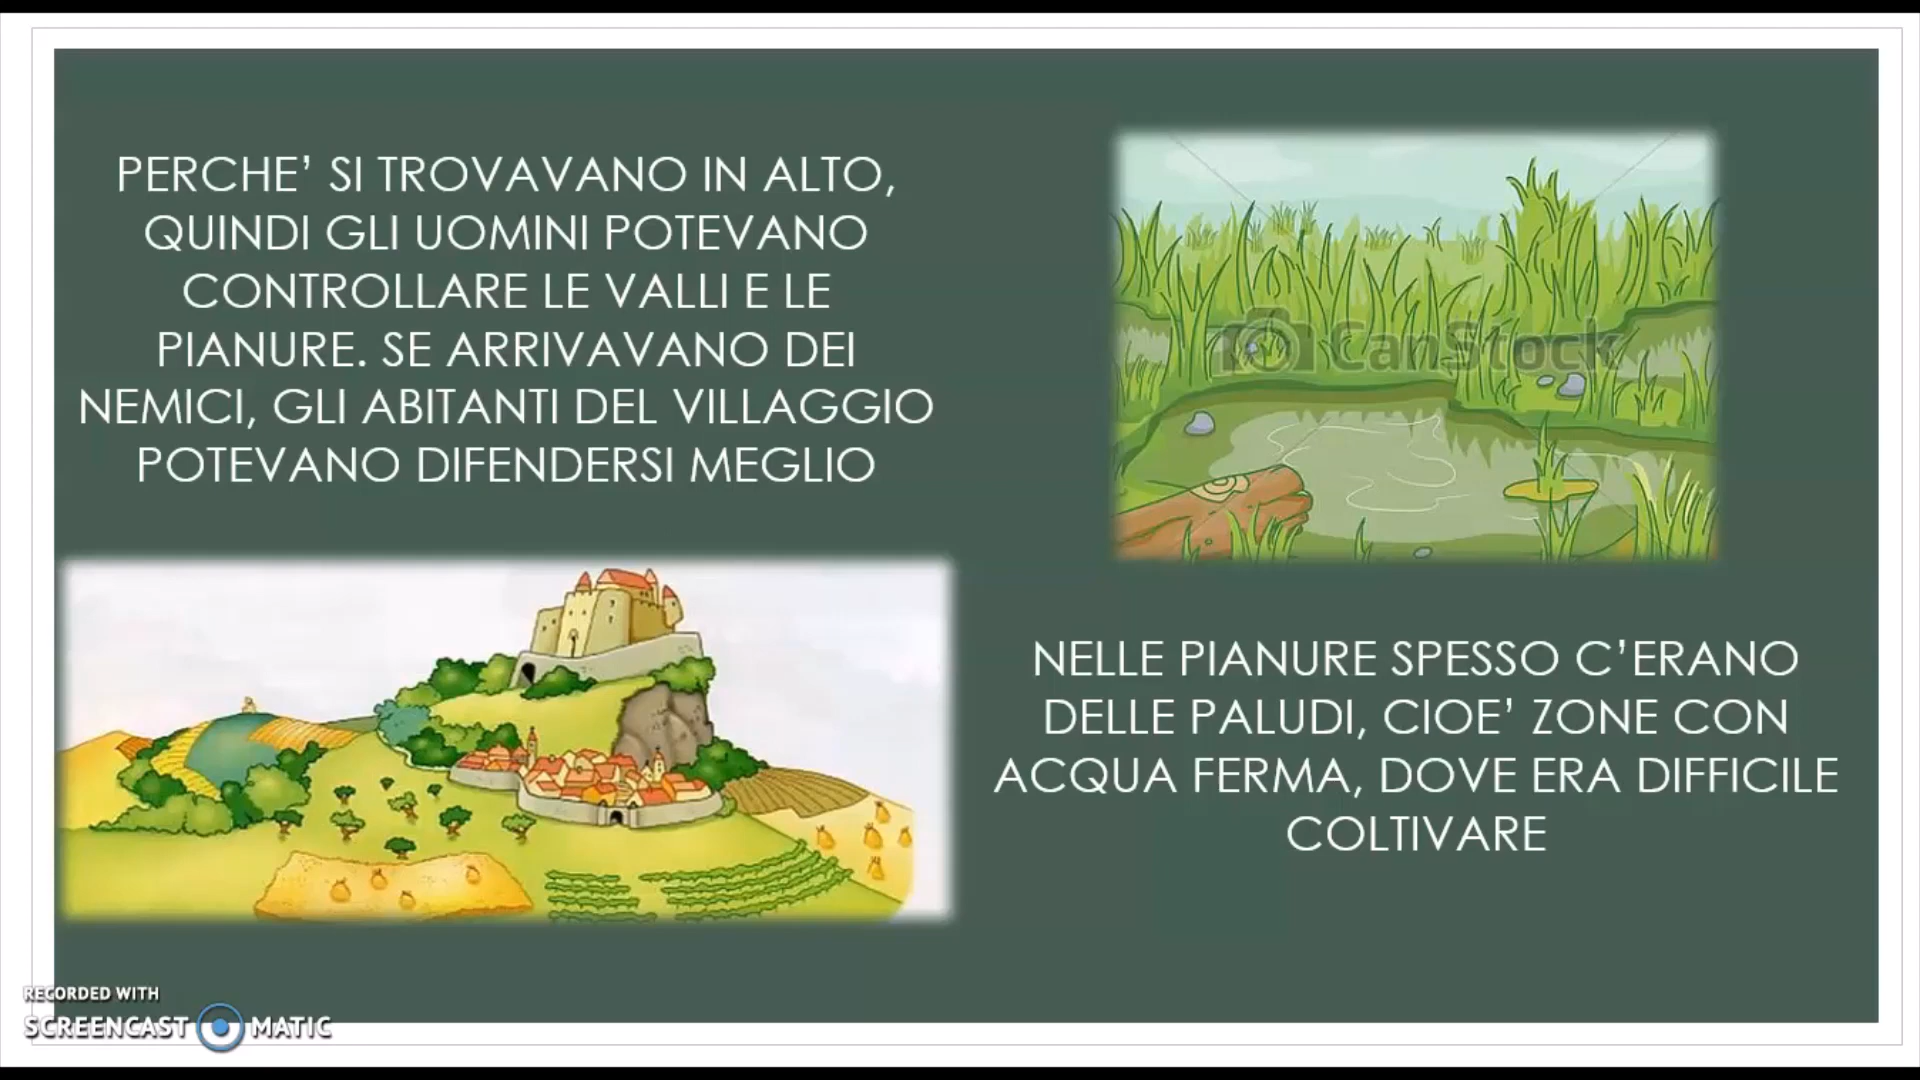 PERCHE’ SI TROVAVANO IN ALTO,
QUINDI GLI UOMINI POTEVANO
CONTROLLARE LE VALLI E LE
PIANURE. SE ARRIVAVANO DEI
NEMICI, GLI ABITANTI DEL VILLAGGIO
POTEVANO DIFENDERSI MEGLIO
CanStock
NELLE PIANURE SPESSO C’ERANO
DELLE PALUDI, CIOE’ ZONE CON
ACQUA FERMA, DOVE ERA DIFFICILE
COLTIVARE
RECORDED WITH
SCREENCAST MATIC